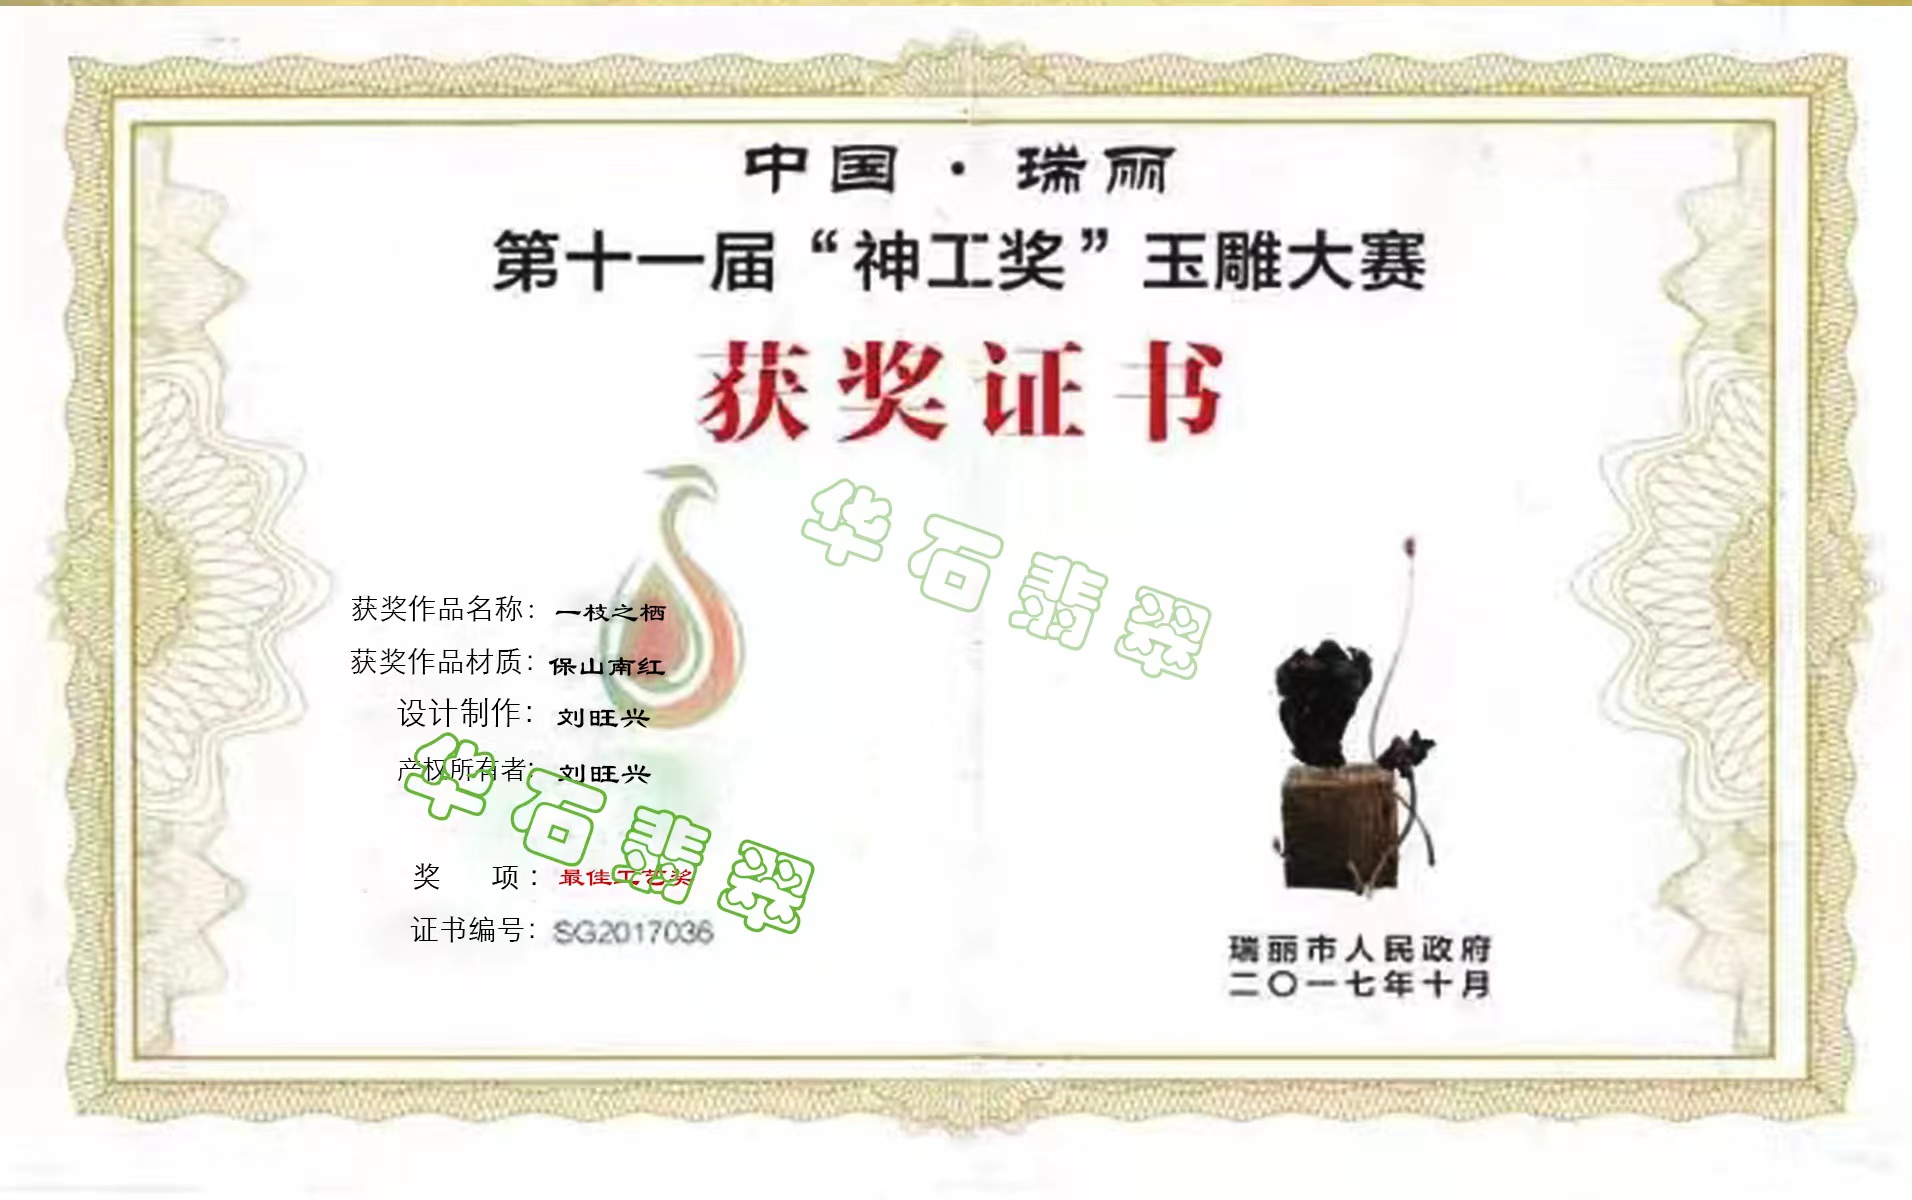 中国·瑞丽
第十一届“神工奖”玉雕大赛
获奖证书
华石翡翠
获奖作品名称：一枝之栖
获奖作品材质：保山南红
设计制作：刘旺兴
产权所有者：刘旺兴
华石翡翠
奖 项：最佳工艺奖
证书编号：SG2017036
瑞丽市人民政府
二〇一七年十月